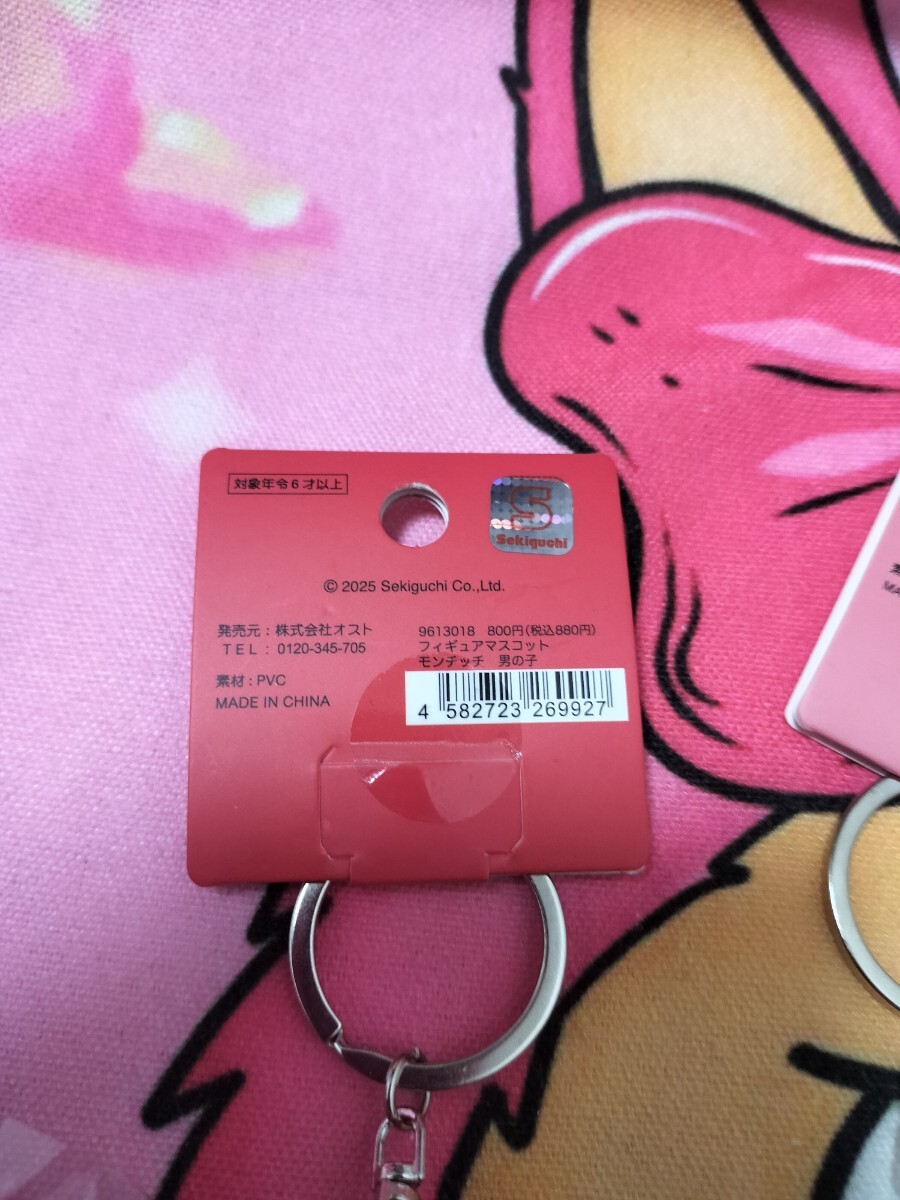 対象年令6才以上
S
Sekiguchi
© 2025 Sekiguchi Co.,Ltd.
発売元：株式会社オスト
TEL：0120-345-705
素材：PVC
MADE IN CHINA
9613018 800円(税込880円)
フィギュアマスコット
モンチッチ 男の子
4 582723 269927